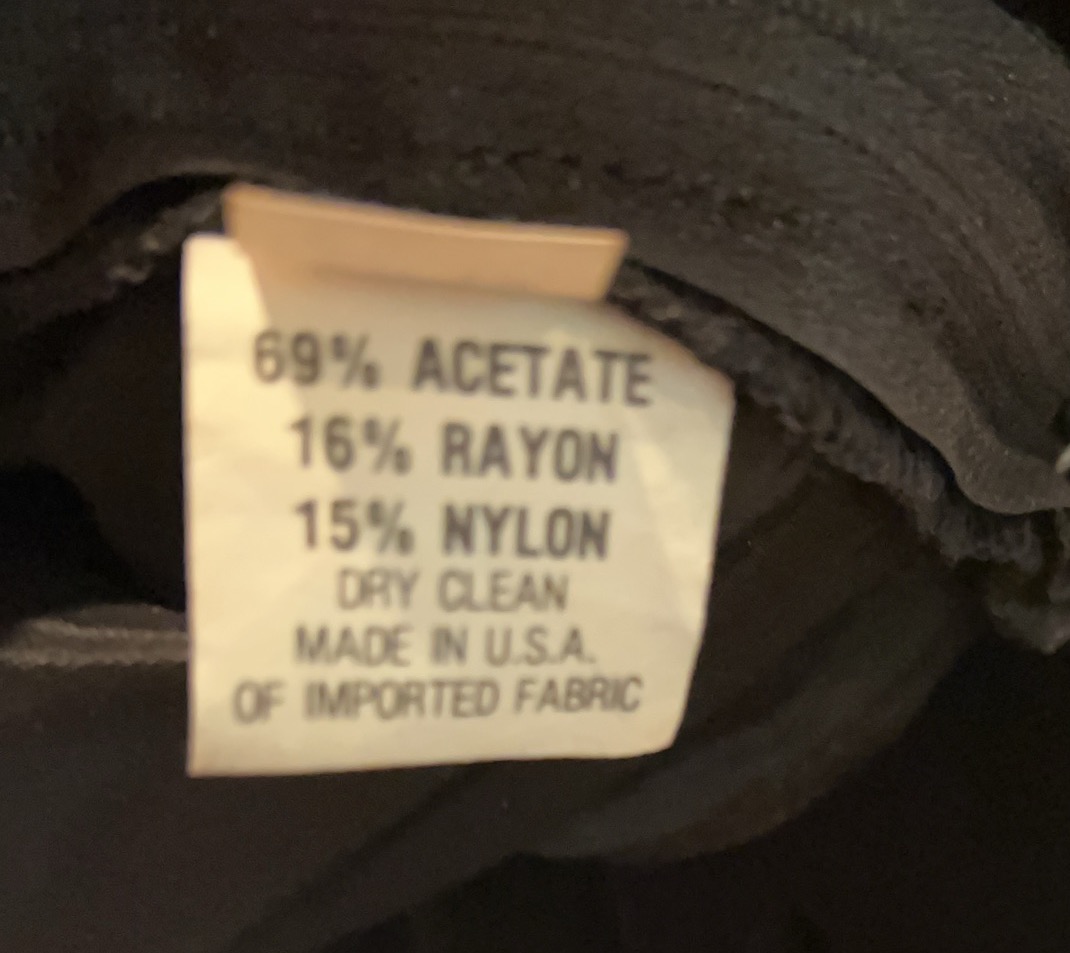 69% ACETATE
16% RAYON
15% NYLON
DRY CLEAN
MADE IN U.S.A.
OF IMPORTED FABRIC